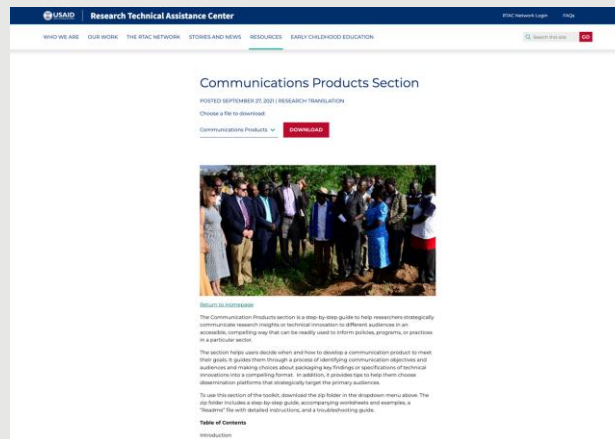 USAID Research Technical Assistance Center RTAC Network Login FAQs
WHO WE ARE OUR WORK THE RTAC NETWORK STORIES AND NEWS RESOURCES EARLY CHILDHOOD EDUCATION Search this site GO
Communications Products Section
POSTED SEPTEMBER 27, 2021 | RESEARCH TRANSLATION
Choose a file to download:
Communications Products DOWNLOAD
Return to Homepage
The Communication Products section is a step-by-step guide to help researchers strategically
communicate research insights or technical innovation to different audiences in an
accessible, compelling way that can be readily used to inform policies, programs, or practices
in a particular sector.
The section helps users decide when and how to develop a communication product to meet
their goals. It guides them through a process of identifying communication objectives and
audiences and making choices about packaging key findings or specifications of technical
innovations into a compelling format. In addition, it provides tips to help them choose
dissemination platforms that strategically target the primary audiences.
To use this section of the toolkit, download the zip folder in the dropdown menu above. The
zip folder includes a step-by-step guide, accompanying worksheets and examples, a
"Readme" file with detailed instructions, and a troubleshooting guide.
Table of Contents
Introduction